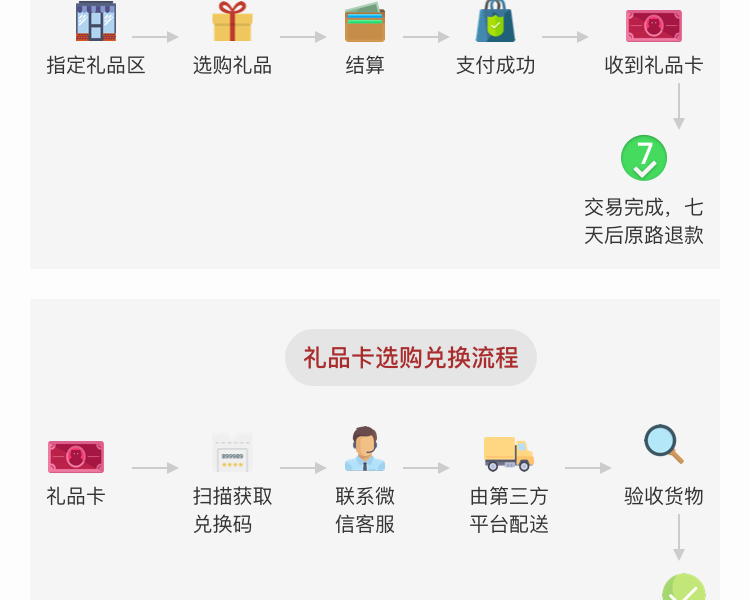 指定礼品区
选购礼品
结算
支付成功
收到礼品卡
7
交易完成，七
天后原路退款
礼品卡选购兑换流程
899989
礼品卡
扫描获取
兑换码
联系微
信客服
由第三方
平台配送
验收货物